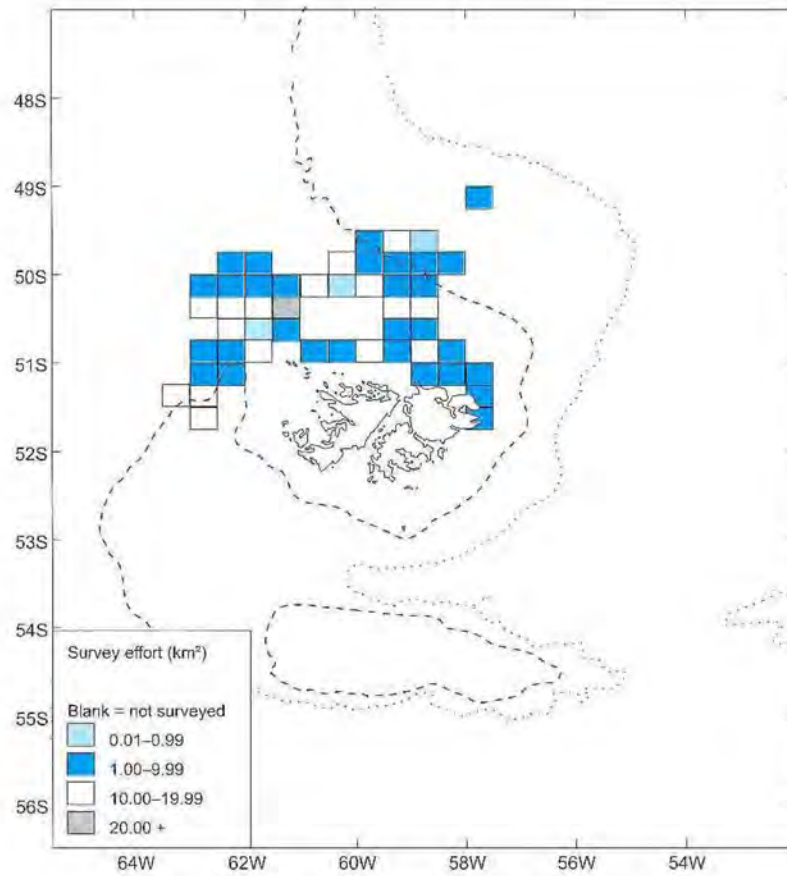 48S
49S
50S
51S
52S
53S
54S
55S
56S
Survey effort (km²)
Blank = not surveyed
0.01–0.99
1.00–9.99
10.00–19.99
20.00 +
64W 62W 60W 58W 56W 54W